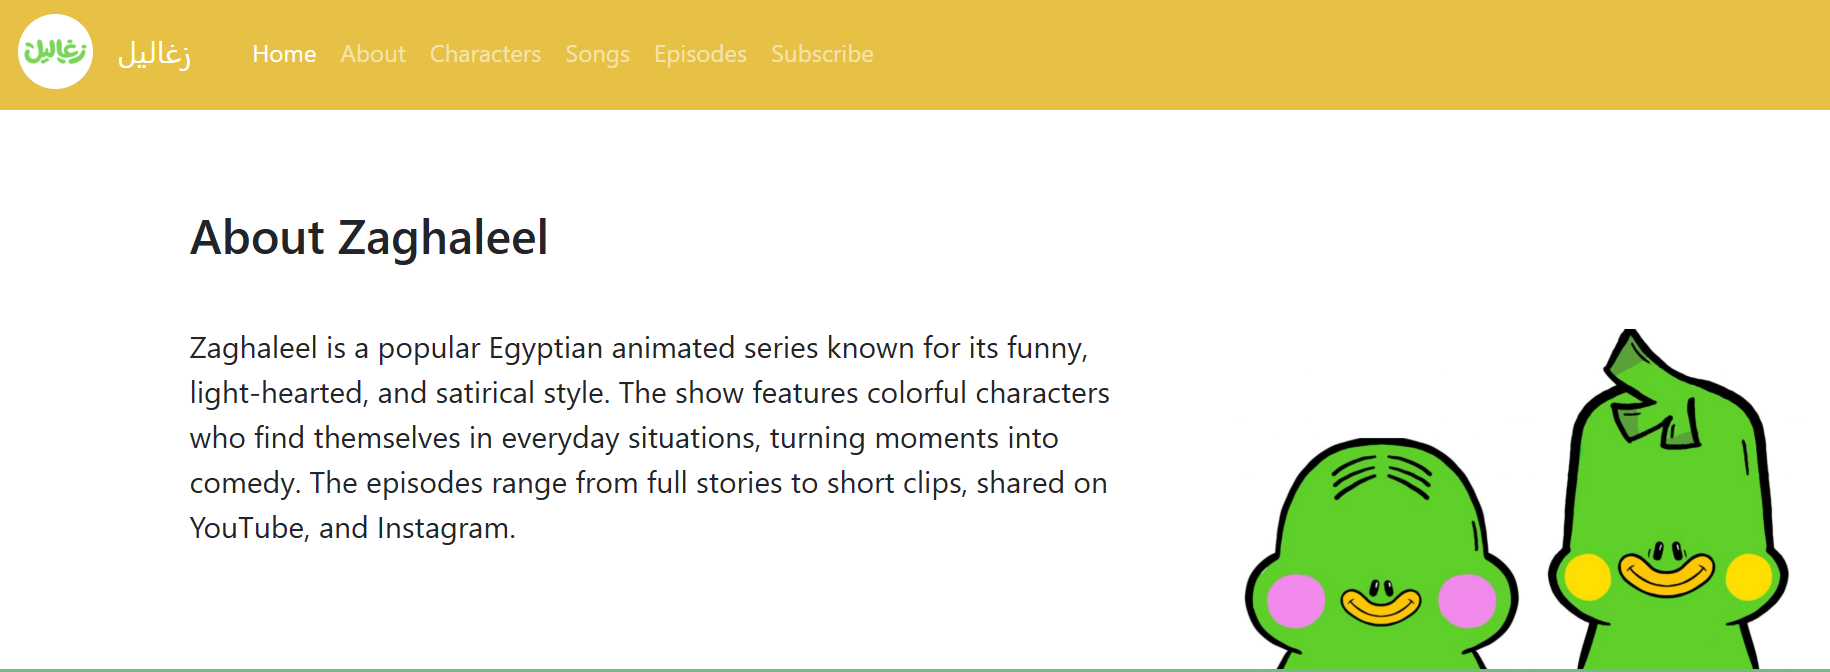 زغاليل
زغاليل
Home About Characters Songs Episodes Subscribe
About Zaghaleel
Zaghaleel is a popular Egyptian animated series known for its funny,
light-hearted, and satirical style. The show features colorful characters
who find themselves in everyday situations, turning moments into
comedy. The episodes range from full stories to short clips, shared on
YouTube, and Instagram.